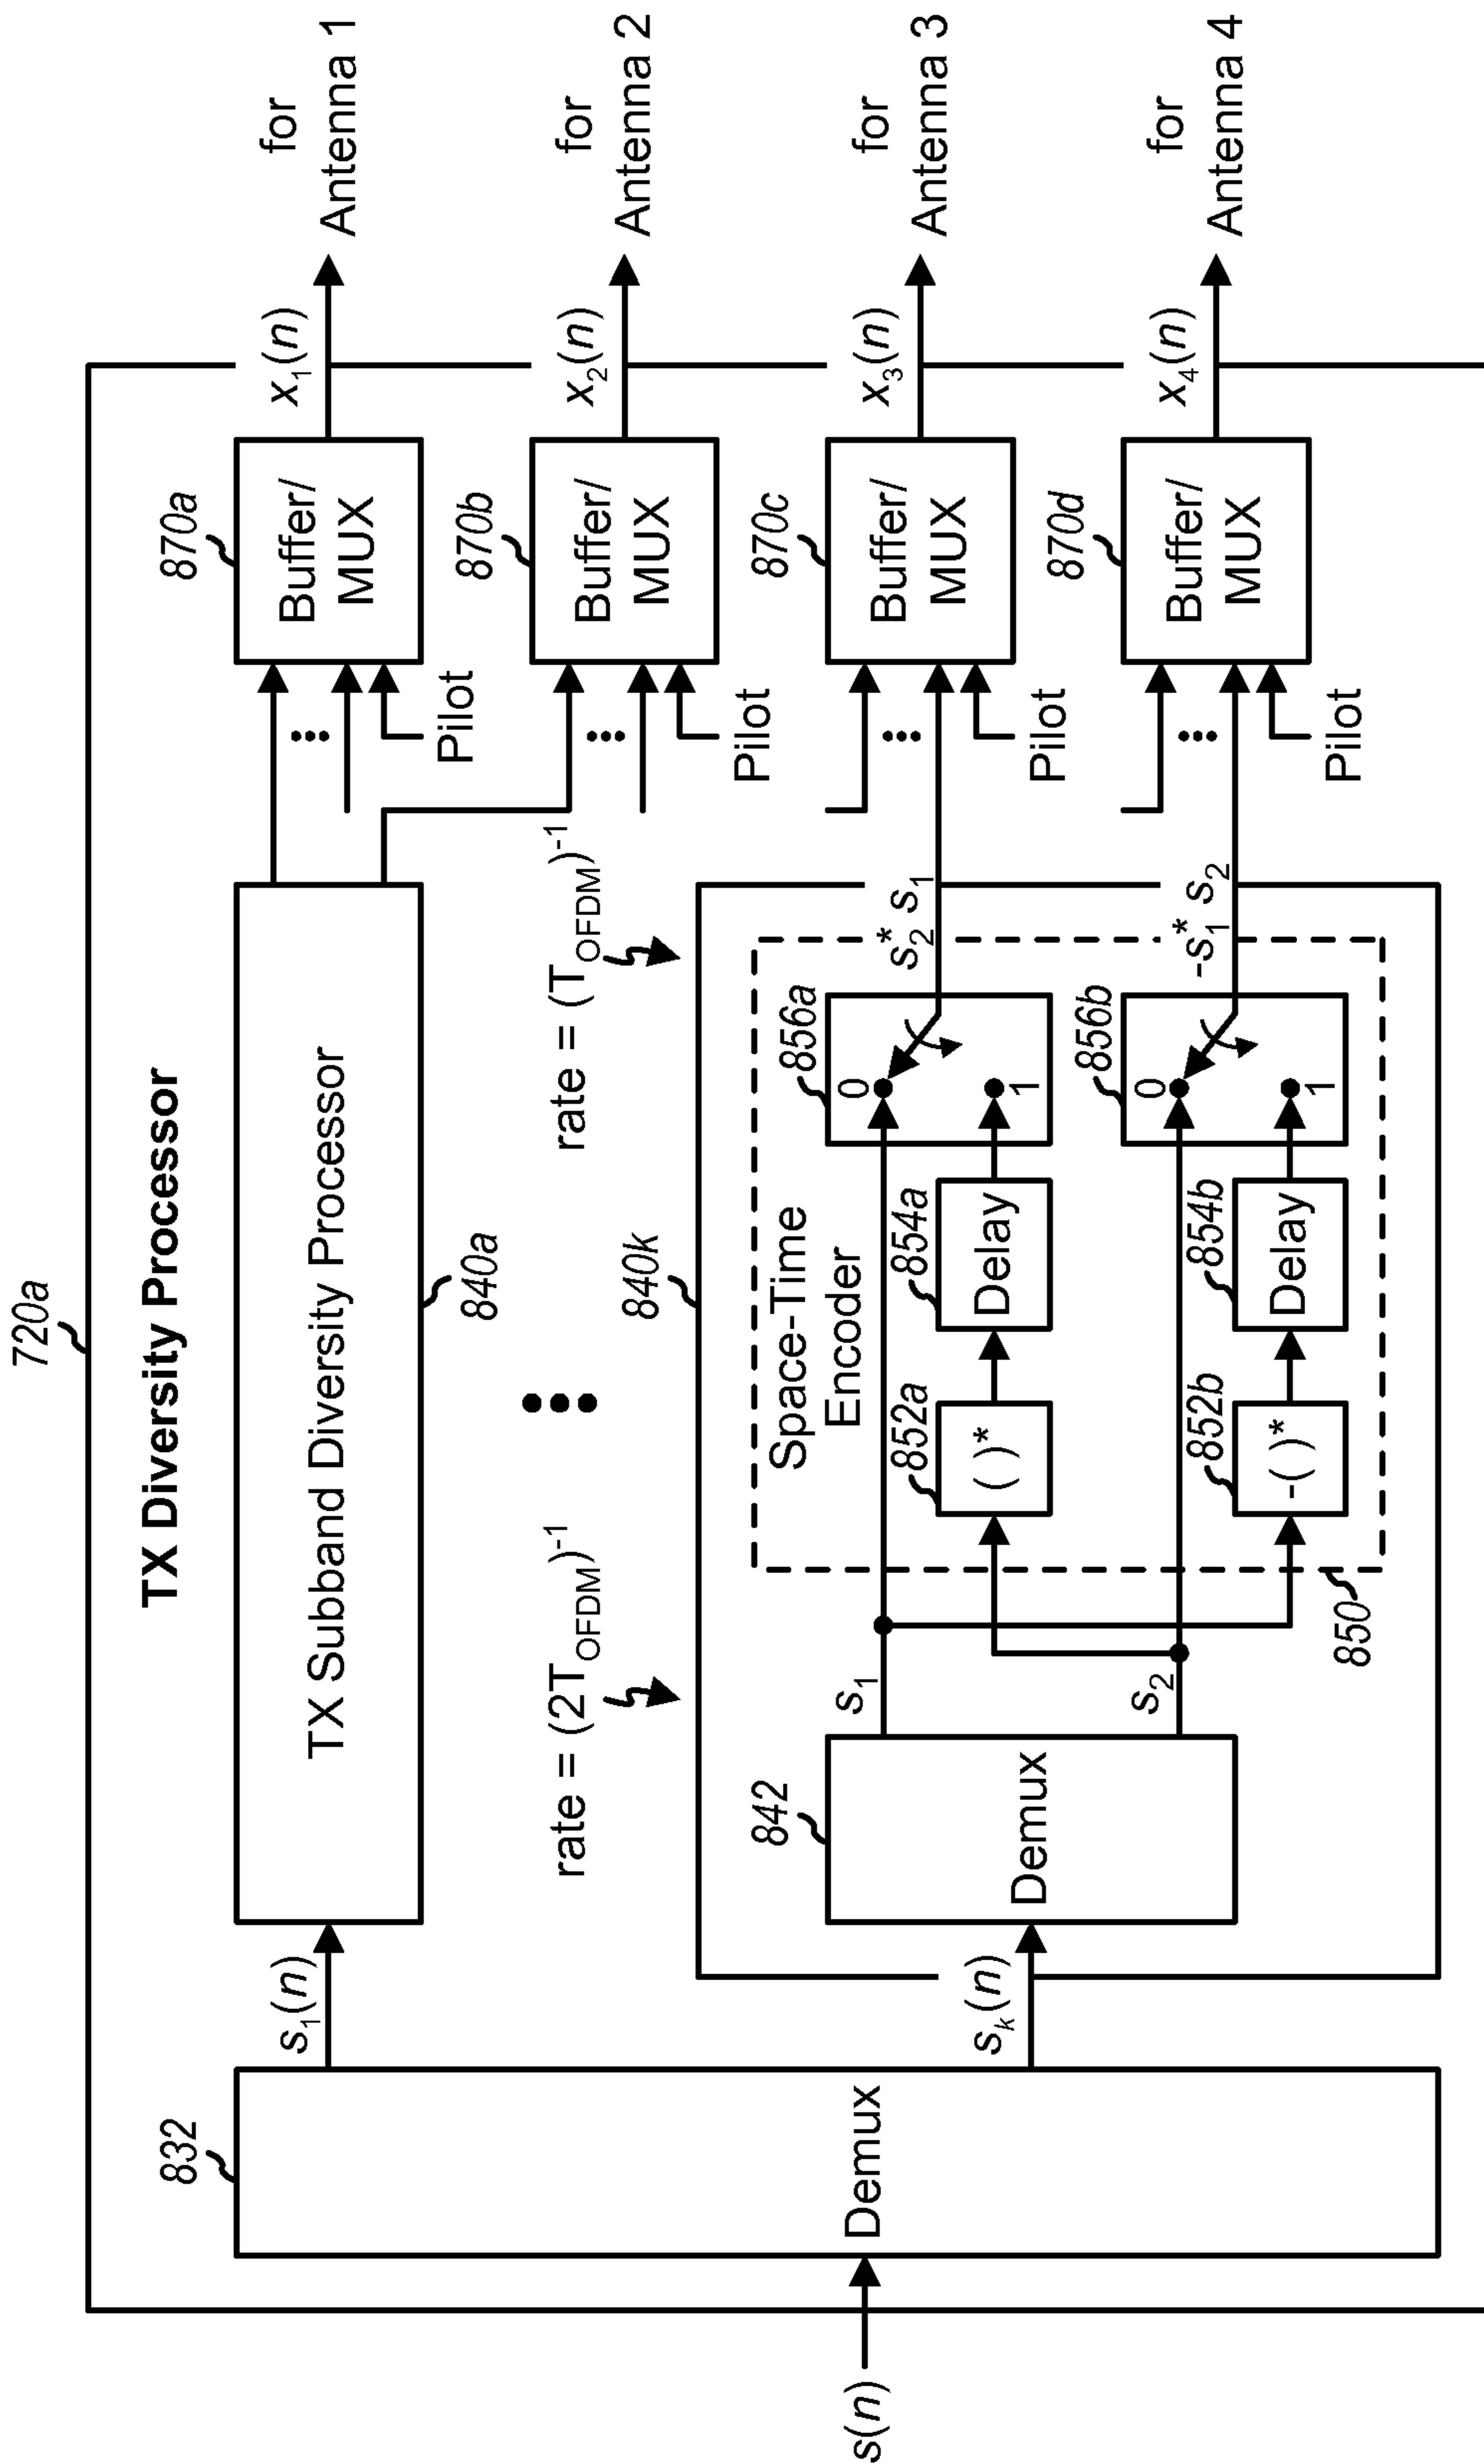 720a
TX Diversity Processor
832
Demux
s(n)
s₁(n)
sₖ(n)
TX Subband Diversity Processor
840a
•••
rate = (2T_OFDM)⁻¹
rate = (T_OFDM)⁻¹
840k
842
Demux
s₁
s₂
850
Space-Time
Encoder
852a
( )*
854a
Delay
856a
0
1
s₂* s₁
852b
-( )*
854b
Delay
856b
0
1
-s₁* s₂
870a
Buffer/
MUX
•••
Pilot
x₁(n)
for
Antenna 1
870b
Buffer/
MUX
•••
Pilot
x₂(n)
for
Antenna 2
870c
Buffer/
MUX
•••
Pilot
x₃(n)
for
Antenna 3
870d
Buffer/
MUX
•••
Pilot
x₄(n)
for
Antenna 4